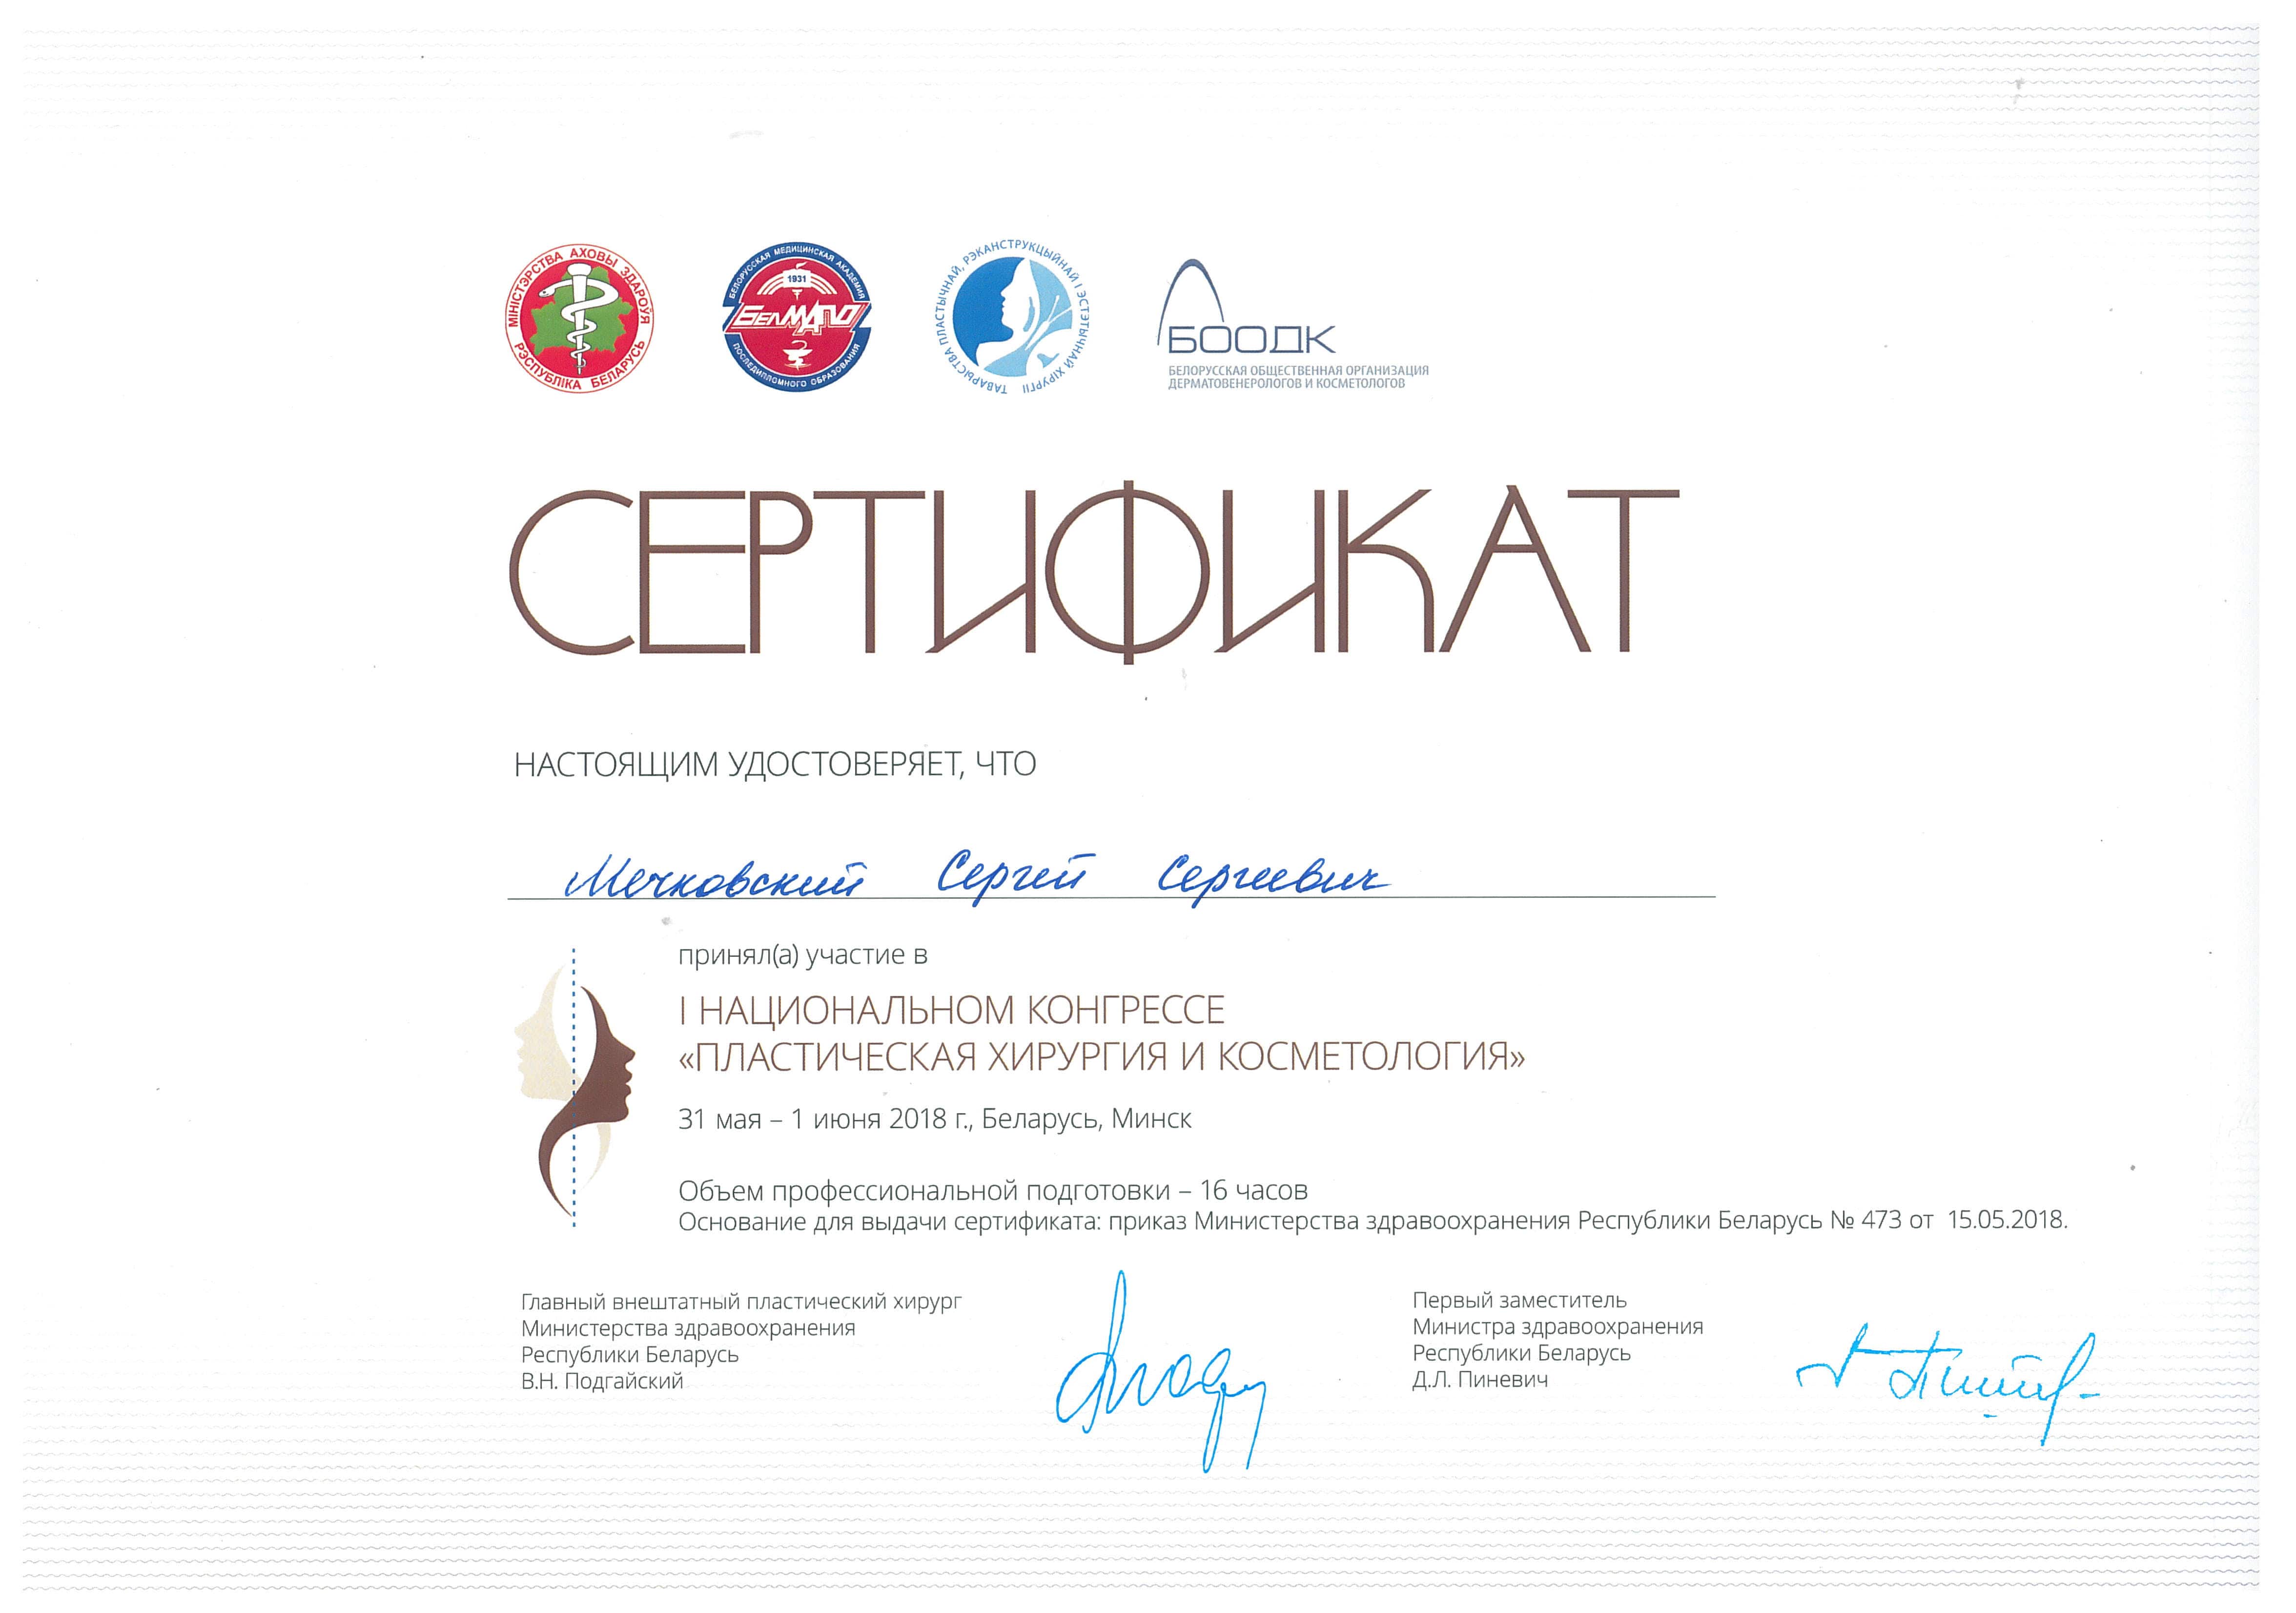 МІНІСТЭРСТВА АХОВЫ ЗДАРОЎЯ
РЭСПУБЛІКА БЕЛАРУСЬ
БЕЛОРУССКАЯ МЕДИЦИНСКАЯ АКАДЕМИЯ
1931
БЕЛМАПО
ПОСЛЕДИПЛОМНОГО ОБРАЗОВАНИЯ
ТАВАРЫСТВА ПЛАСТЫЧНАЙ, РЭКАНСТРУКЦЫЙНАЙ І ЭСТЭТЫЧНАЙ ХІРУРГІІ
БООДК
БЕЛОРУССКАЯ ОБЩЕСТВЕННАЯ ОРГАНИЗАЦИЯ
ДЕРМАТОВЕНЕРОЛОГОВ И КОСМЕТОЛОГОВ
СЕРТИФИКАТ
НАСТОЯЩИМ УДОСТОВЕРЯЕТ, ЧТО
Мечковский Сергей Сергеевич
принял(а) участие в
I НАЦИОНАЛЬНОМ КОНГРЕССЕ
«ПЛАСТИЧЕСКАЯ ХИРУРГИЯ И КОСМЕТОЛОГИЯ»
31 мая – 1 июня 2018 г., Беларусь, Минск
Объем профессиональной подготовки – 16 часов
Основание для выдачи сертификата: приказ Министерства здравоохранения Республики Беларусь № 473 от 15.05.2018.
Главный внештатный пластический хирург
Министерства здравоохранения
Республики Беларусь
В.Н. Подгайский
Первый заместитель
Министра здравоохранения
Республики Беларусь
Д.Л. Пиневич